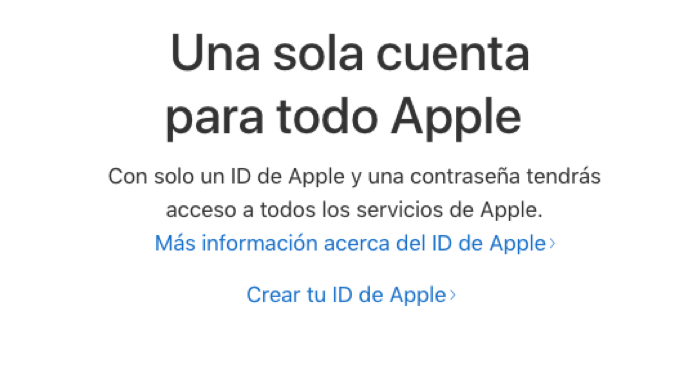 Una sola cuenta
para todo Apple
Con solo un ID de Apple y una contraseña tendrás
acceso a todos los servicios de Apple.
Más información acerca del ID de Apple›
Crear tu ID de Apple›